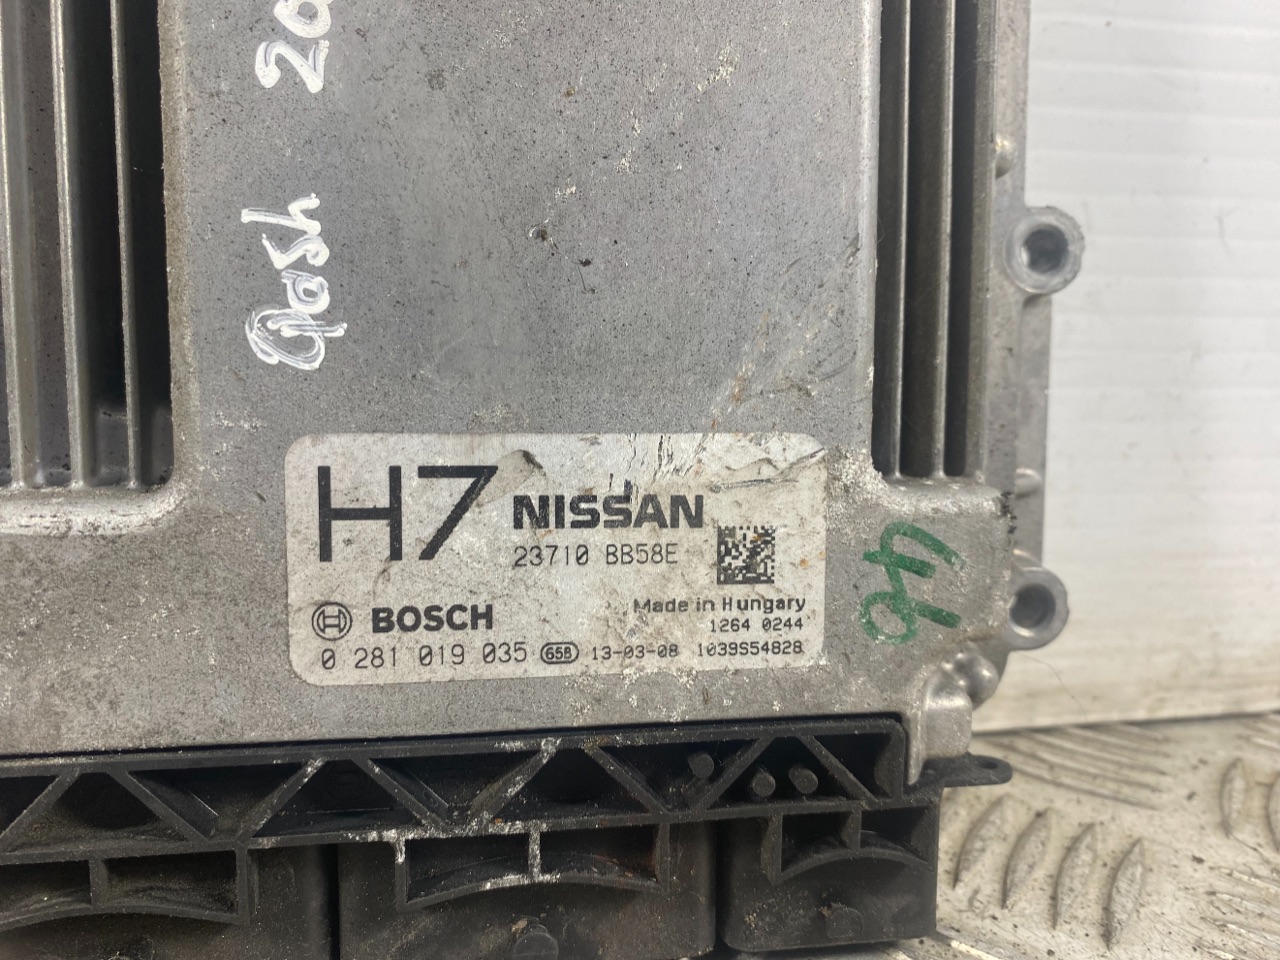 Qash 20
H7
NISSAN
23710 BB58E
BOSCH
Made in Hungary
1264 0244
0 281 019 035 658 13-03-08 1039S54828